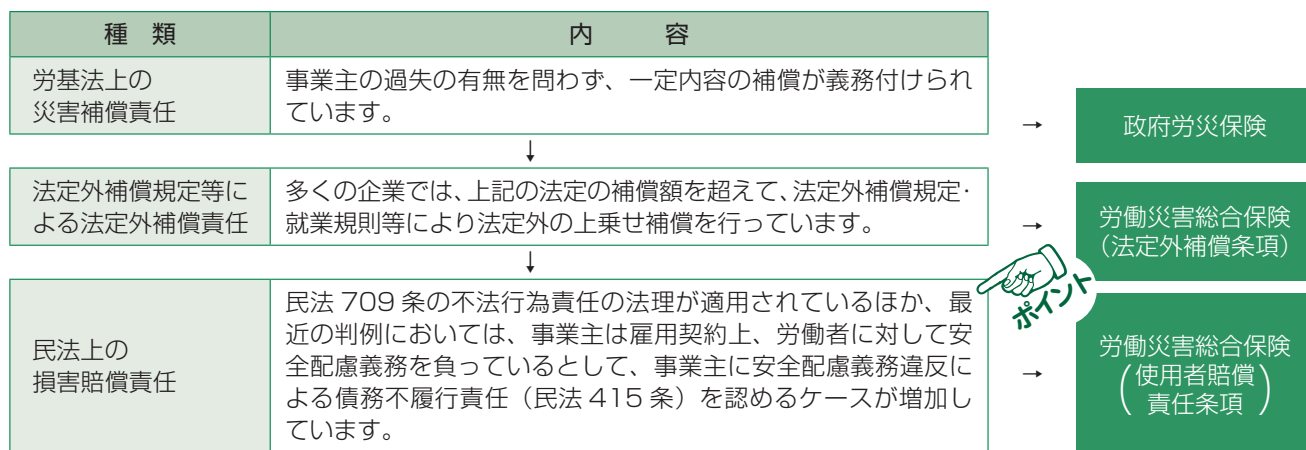 種 類
内 容
労基法上の
災害補償責任
事業主の過失の有無を問わず、一定内容の補償が義務付けられ
ています。
→
政府労災保険
↓
法定外補償規定等に
よる法定外補償責任
多くの企業では、上記の法定の補償額を超えて、法定外補償規定・
就業規則等により法定外の上乗せ補償を行っています。
→
労働災害総合保険
（法定外補償条項）
↓
ポイント
民法上の
損害賠償責任
民法 709 条の不法行為責任の法理が適用されているほか、最
近の判例においては、事業主は雇用契約上、労働者に対して安
全配慮義務を負っているとして、事業主に安全配慮義務違反に
よる債務不履行責任（民法 415 条）を認めるケースが増加し
ています。
→
労働災害総合保険
（使用者賠償
責任条項）